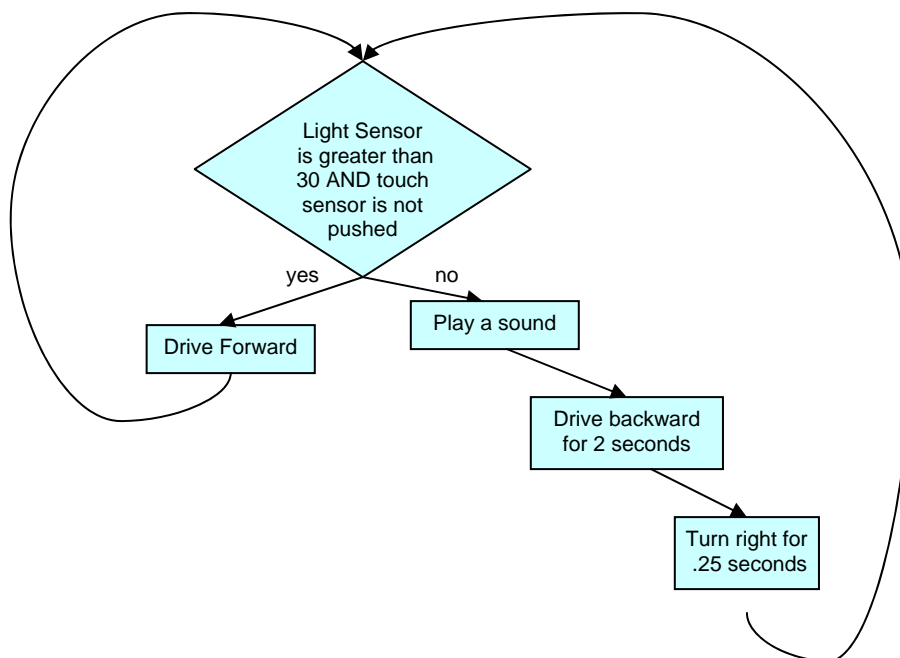 Light Sensor
is greater than
30 AND touch
sensor is not
pushed
yes
no
Play a sound
Drive Forward
Drive backward
for 2 seconds
Turn right for
.25 seconds